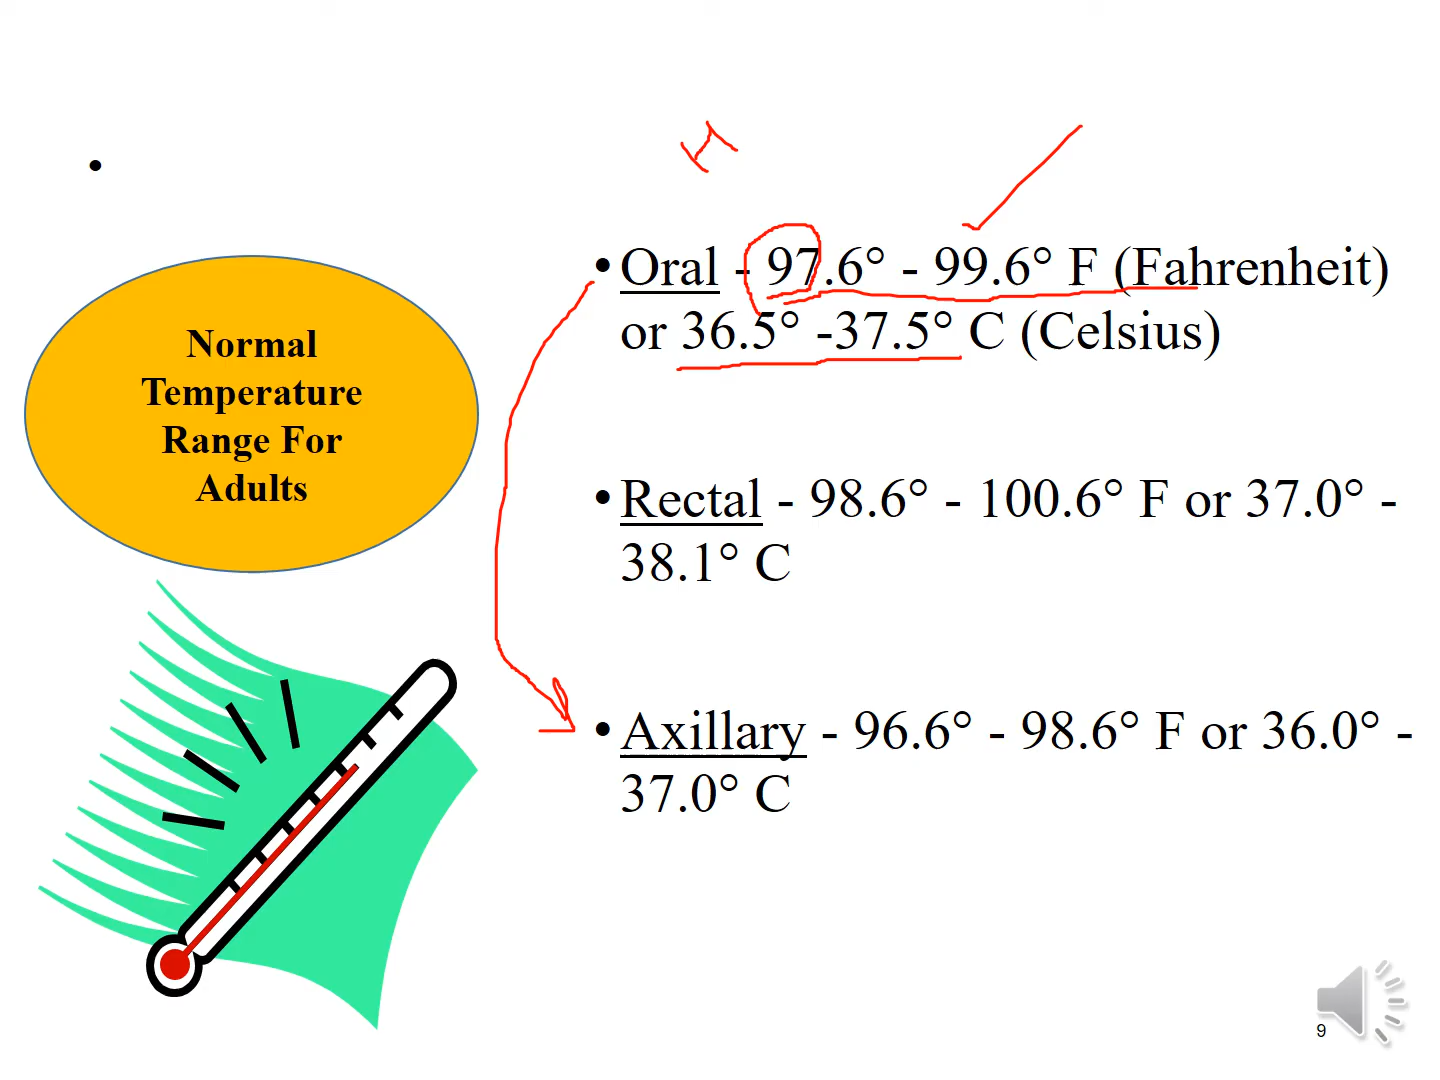 Normal
Temperature
Range For
Adults
• Oral - 97.6° - 99.6° F (Fahrenheit)
or 36.5° -37.5° C (Celsius)
• Rectal - 98.6° - 100.6° F or 37.0° -
38.1° C
• Axillary - 96.6° - 98.6° F or 36.0° -
37.0° C
9